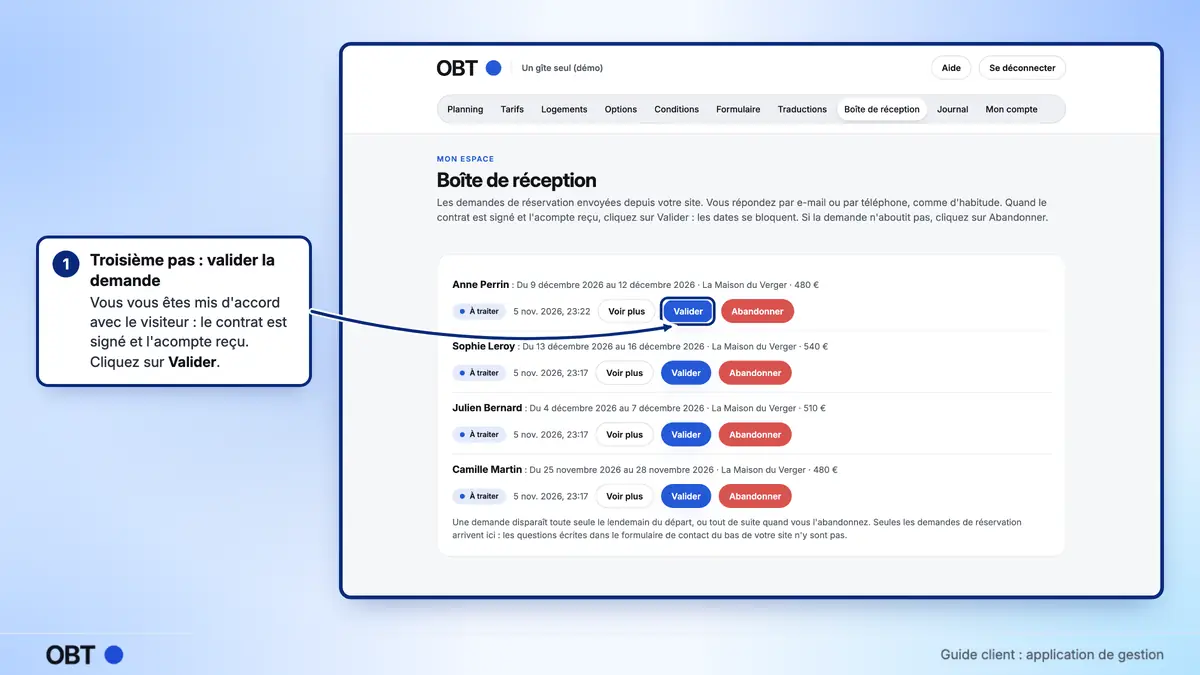 OBT
Un gîte seul (démo)
Aide
Se déconnecter
Planning
Tarifs
Logements
Options
Conditions
Formulaire
Traductions
Boîte de réception
Journal
Mon compte
MON ESPACE
Boîte de réception
Les demandes de réservation envoyées depuis votre site. Vous répondez par e-mail ou par téléphone, comme d'habitude. Quand le
contrat est signé et l'acompte reçu, cliquez sur Valider : les dates se bloquent. Si la demande n'aboutit pas, cliquez sur Abandonner.
1
Troisième pas : valider la
demande
Vous vous êtes mis d'accord
avec le visiteur : le contrat est
signé et l'acompte reçu.
Cliquez sur Valider.
Anne Perrin : Du 9 décembre 2026 au 12 décembre 2026 · La Maison du Verger · 480 €
À traiter 5 nov. 2026, 23:22 Voir plus Valider Abandonner
Sophie Leroy : Du 13 décembre 2026 au 16 décembre 2026 · La Maison du Verger · 540 €
À traiter 5 nov. 2026, 23:17 Voir plus Valider Abandonner
Julien Bernard : Du 4 décembre 2026 au 7 décembre 2026 · La Maison du Verger · 510 €
À traiter 5 nov. 2026, 23:17 Voir plus Valider Abandonner
Camille Martin : Du 25 novembre 2026 au 28 novembre 2026 · La Maison du Verger · 480 €
À traiter 5 nov. 2026, 23:17 Voir plus Valider Abandonner
Une demande disparaît toute seule le lendemain du départ, ou tout de suite quand vous l'abandonnez. Seules les demandes de réservation
arrivent ici : les questions écrites dans le formulaire de contact du bas de votre site n'y sont pas.
OBT
Guide client : application de gestion